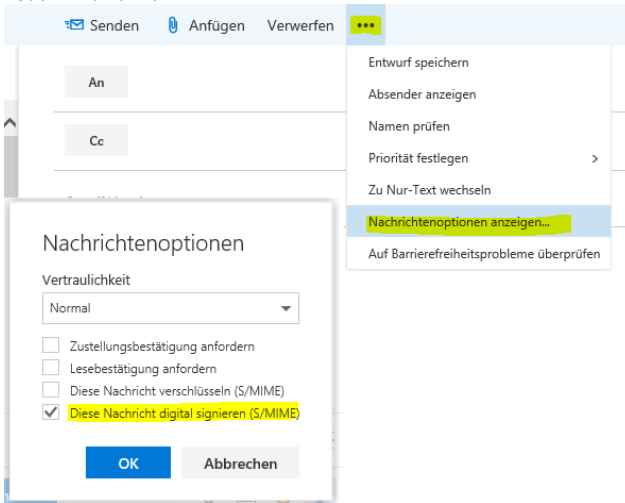 Senden Anfügen Verwerfen •••
An
Cc
Entwurf speichern
Absender anzeigen
Namen prüfen
Priorität festlegen >
Zu Nur-Text wechseln
Nachrichtenoptionen anzeigen...
Auf Barrierefreiheitsprobleme überprüfen
Nachrichtenoptionen
Vertraulichkeit
Normal
Zustellungsbestätigung anfordern
Lesebestätigung anfordern
Diese Nachricht verschlüsseln (S/MIME)
Diese Nachricht digital signieren (S/MIME)
OK Abbrechen